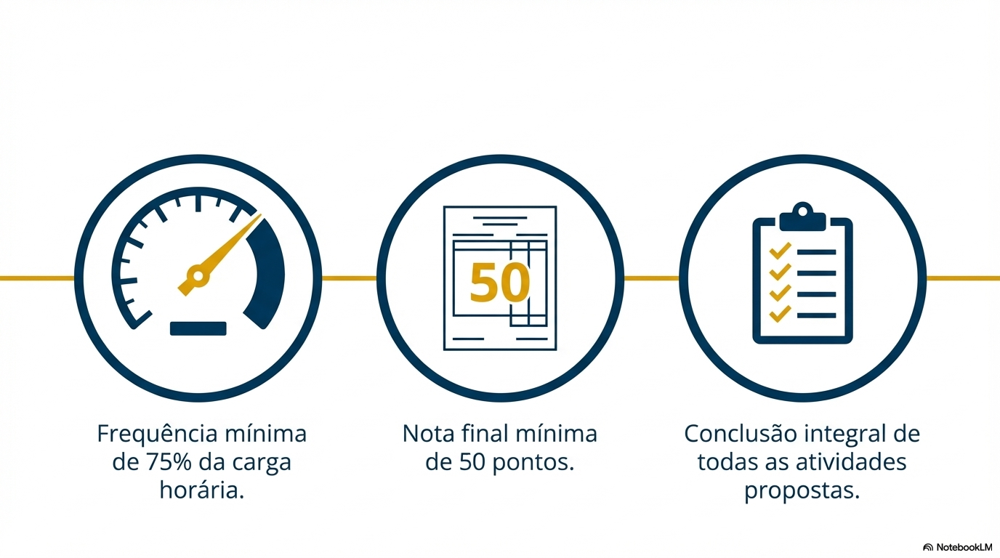 50
Frequência mínima
de 75% da carga
horária.
Nota final mínima
de 50 pontos.
Conclusão integral de
todas as atividades
propostas.
NotebookLM